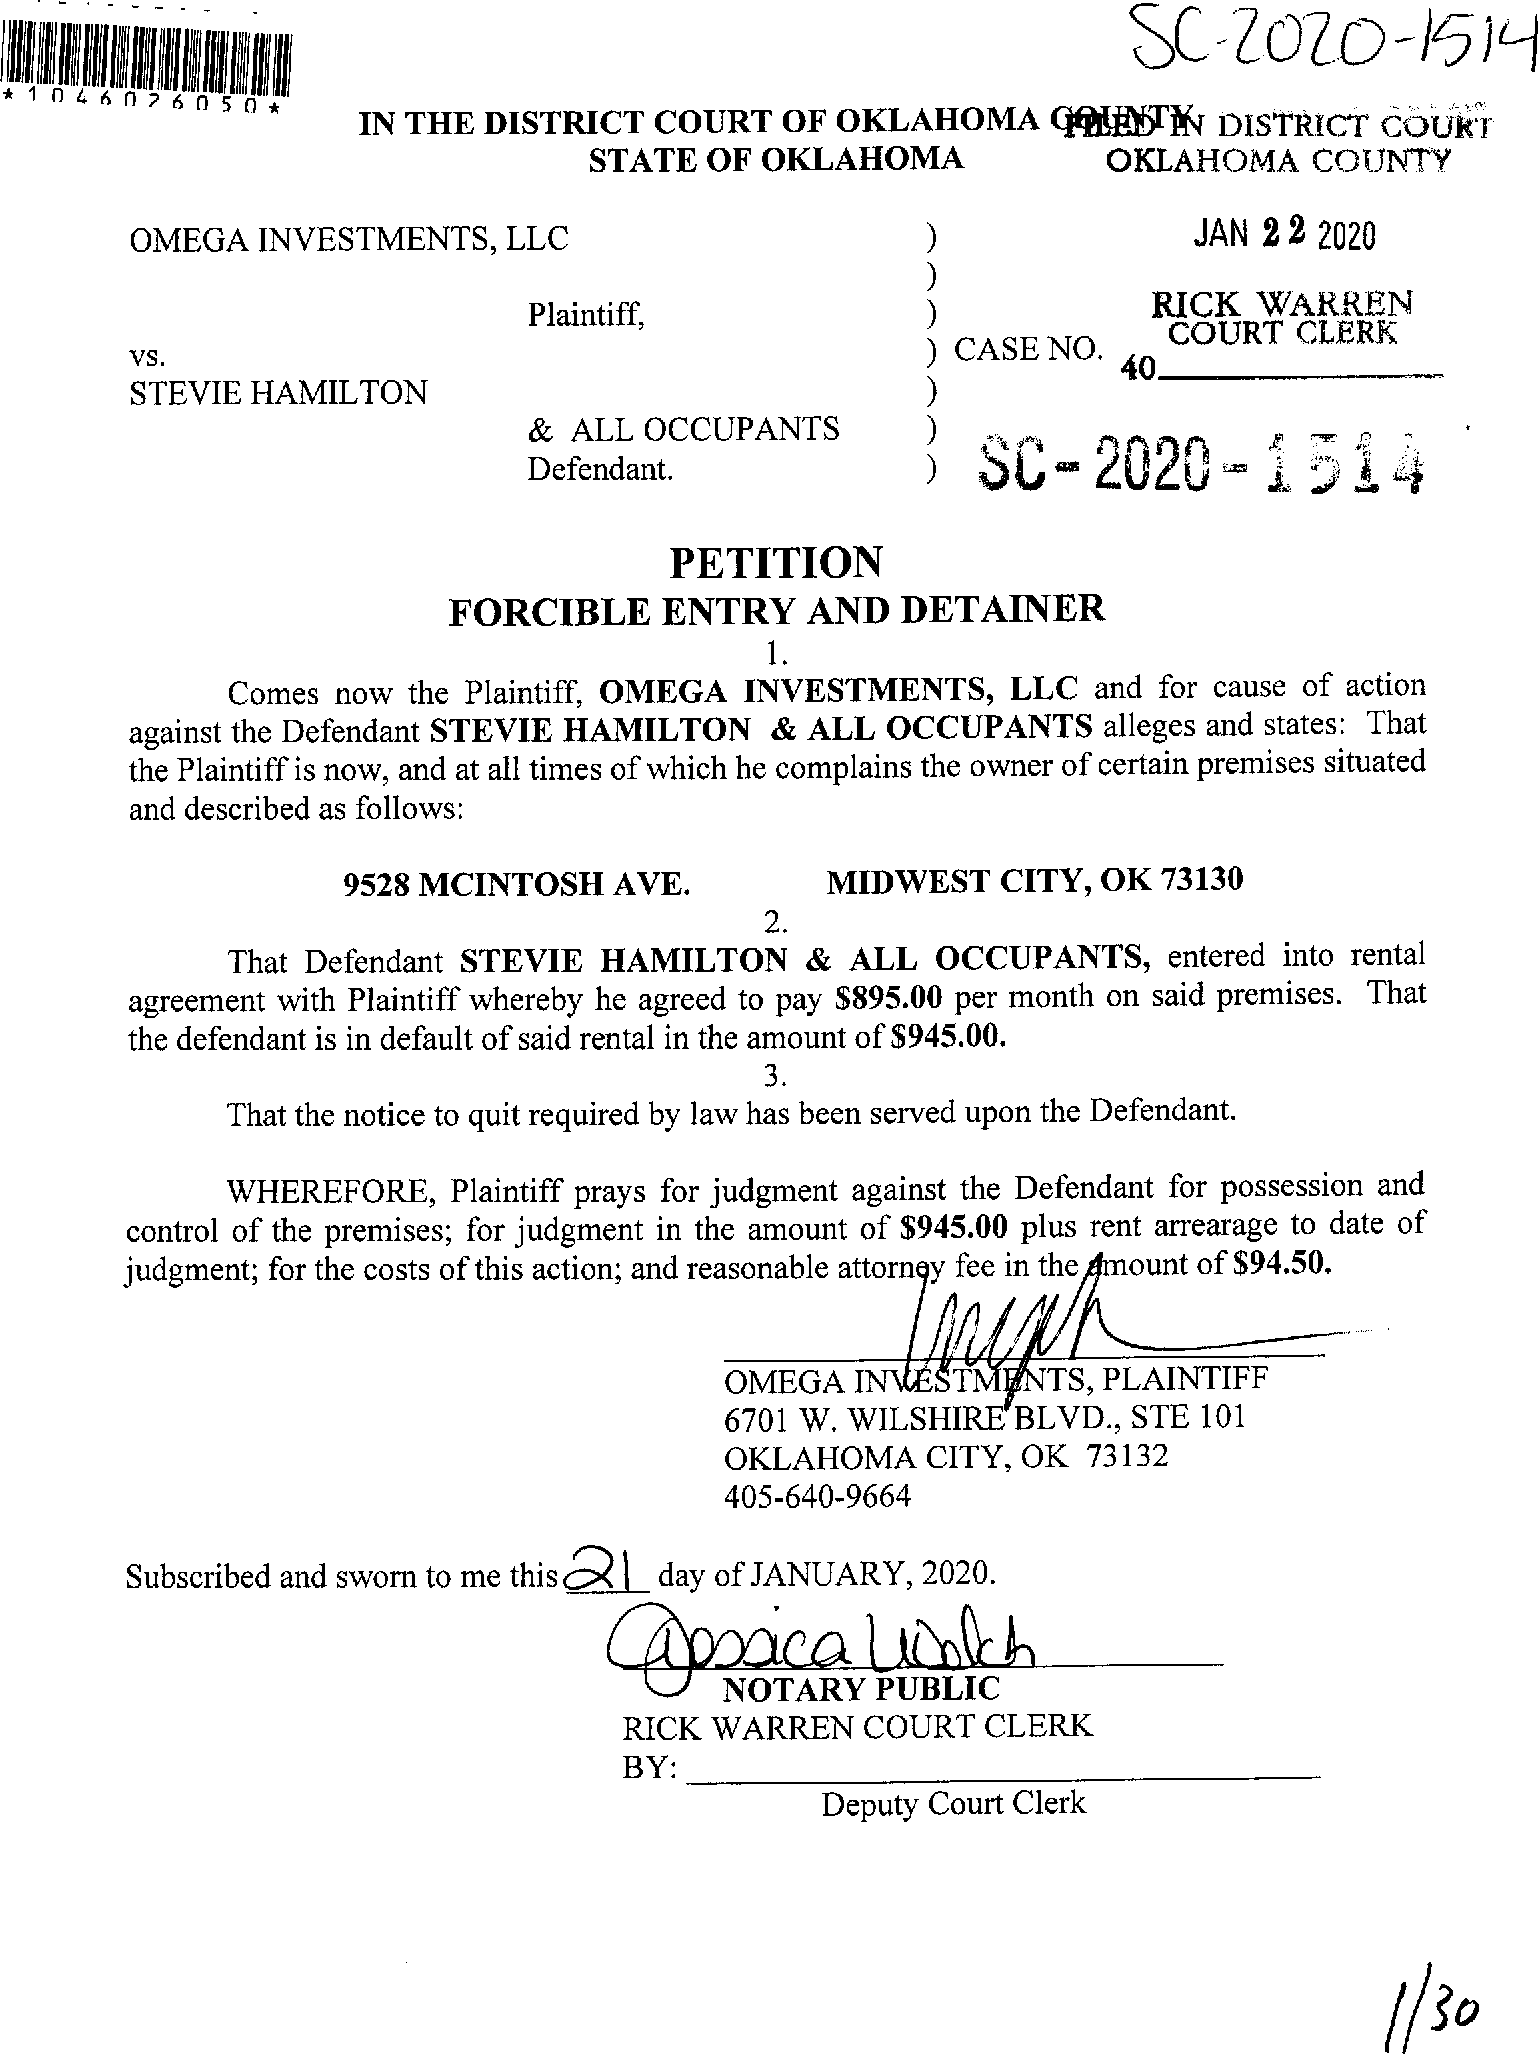 SC-2020-1514
*1046026050*
IN THE DISTRICT COURT OF OKLAHOMA COUNTY
STATE OF OKLAHOMA
FILED IN DISTRICT COURT
OKLAHOMA COUNTY
JAN 22 2020
RICK WARREN
COURT CLERK
40
OMEGA INVESTMENTS, LLC )
)
Plaintiff, )
vs. ) CASE NO.
STEVIE HAMILTON )
& ALL OCCUPANTS )
Defendant. )
SC-2020-1514
PETITION
FORCIBLE ENTRY AND DETAINER
1.
Comes now the Plaintiff, OMEGA INVESTMENTS, LLC and for cause of action
against the Defendant STEVIE HAMILTON & ALL OCCUPANTS alleges and states: That
the Plaintiff is now, and at all times of which he complains the owner of certain premises situated
and described as follows:
9528 MCINTOSH AVE. MIDWEST CITY, OK 73130
2.
That Defendant STEVIE HAMILTON & ALL OCCUPANTS, entered into rental
agreement with Plaintiff whereby he agreed to pay $895.00 per month on said premises. That
the defendant is in default of said rental in the amount of $945.00.
3.
That the notice to quit required by law has been served upon the Defendant.
WHEREFORE, Plaintiff prays for judgment against the Defendant for possession and
control of the premises; for judgment in the amount of $945.00 plus rent arrearage to date of
judgment; for the costs of this action; and reasonable attorney fee in the amount of $94.50.
OMEGA INVESTMENTS, PLAINTIFF
6701 W. WILSHIRE BLVD., STE 101
OKLAHOMA CITY, OK 73132
405-640-9664
Subscribed and sworn to me this 21 day of JANUARY, 2020.
Jessica Welch
NOTARY PUBLIC
RICK WARREN COURT CLERK
BY:
Deputy Court Clerk
1/30